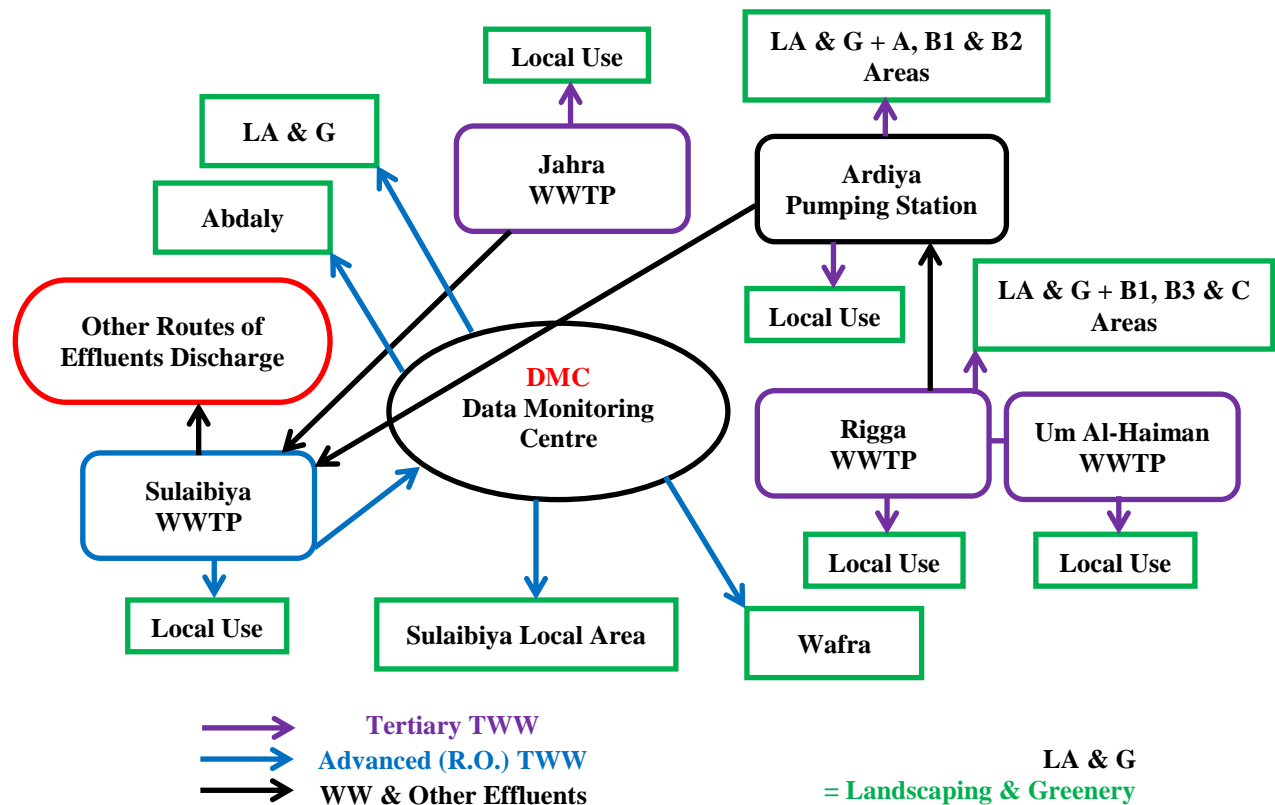 LA & G + A, B1 & B2
Areas
Local Use
LA & G
Jahra
WWTP
Ardiya
Pumping Station
Abdaly
LA & G + B1, B3 & C
Areas
Other Routes of
Effluents Discharge
Local Use
DMC
Data Monitoring
Centre
Rigga
WWTP
Um Al-Haiman
WWTP
Sulaibiya
WWTP
Local Use
Local Use
Local Use
Sulaibiya Local Area
Wafra
Tertiary TWW
Advanced (R.O.) TWW
WW & Other Effluents
LA & G
= Landscaping & Greenery